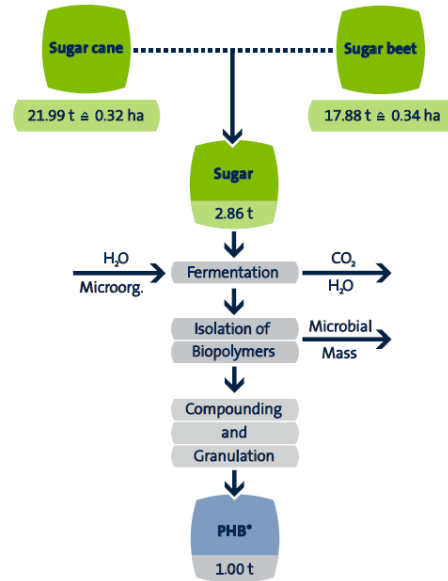 Sugar cane
Sugar beet
21.99 t ≙ 0.32 ha
17.88 t ≙ 0.34 ha
Sugar
2.86 t
H₂O
Microorg.
Fermentation
CO₂
H₂O
Isolation of
Biopolymers
Microbial
Mass
Compounding
and
Granulation
PHB*
1.00 t